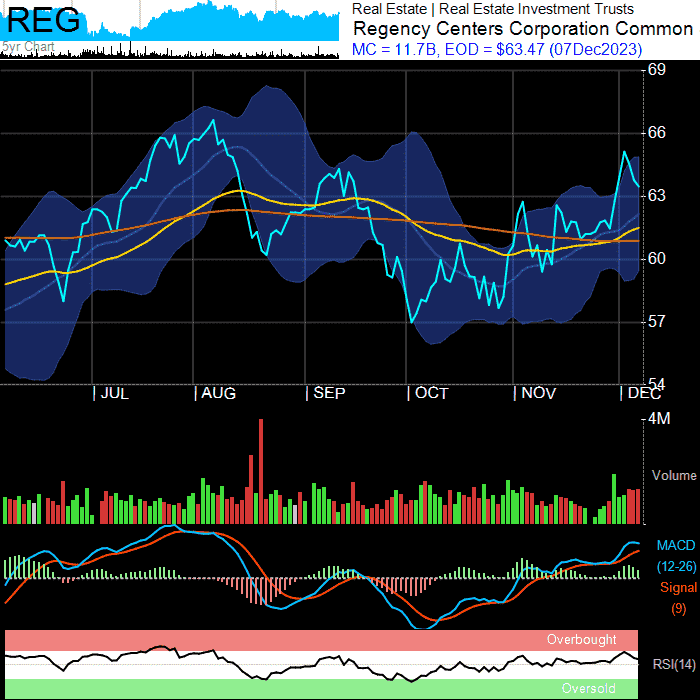 REG
5yr Chart
Real Estate | Real Estate Investment Trusts
Regency Centers Corporation Common
MC = 11.7B, EOD = $63.47 (07Dec2023)
69
66
63
60
57
54
JUL AUG SEP OCT NOV DEC
4M
Volume
MACD
(12-26)
Signal
(9)
Overbought
RSI(14)
Oversold